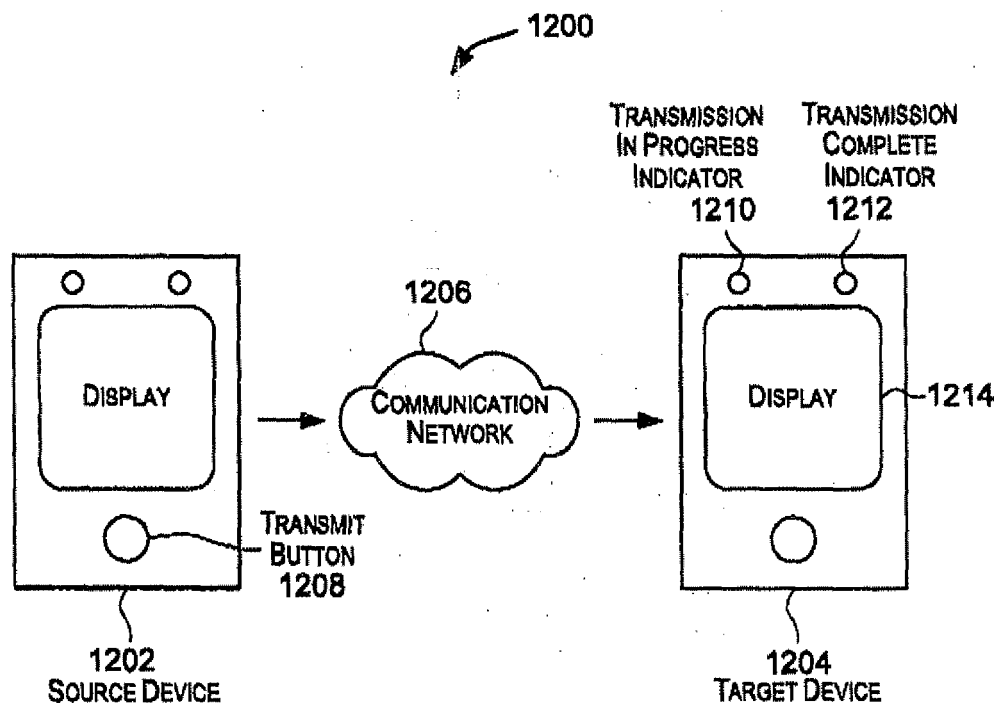 1200
TRANSMISSION
IN PROGRESS
INDICATOR
1210
TRANSMISSION
COMPLETE
INDICATOR
1212
1206
DISPLAY
COMMUNICATION
NETWORK
DISPLAY
1214
TRANSMIT
BUTTON
1208
1202
SOURCE DEVICE
1204
TARGET DEVICE